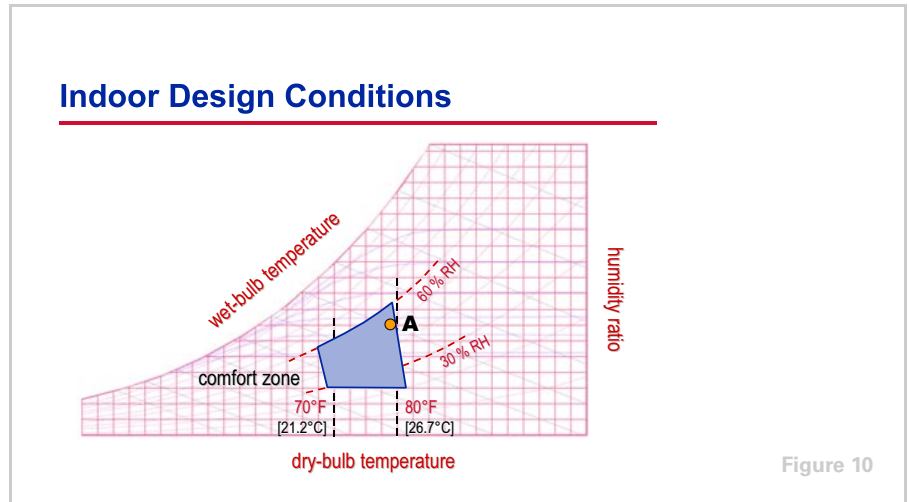 Indoor Design Conditions
wet-bulb temperature
60 % RH
A
humidity ratio
30 % RH
comfort zone
70°F
80°F
[21.2°C]
[26.7°C]
dry-bulb temperature
Figure 10